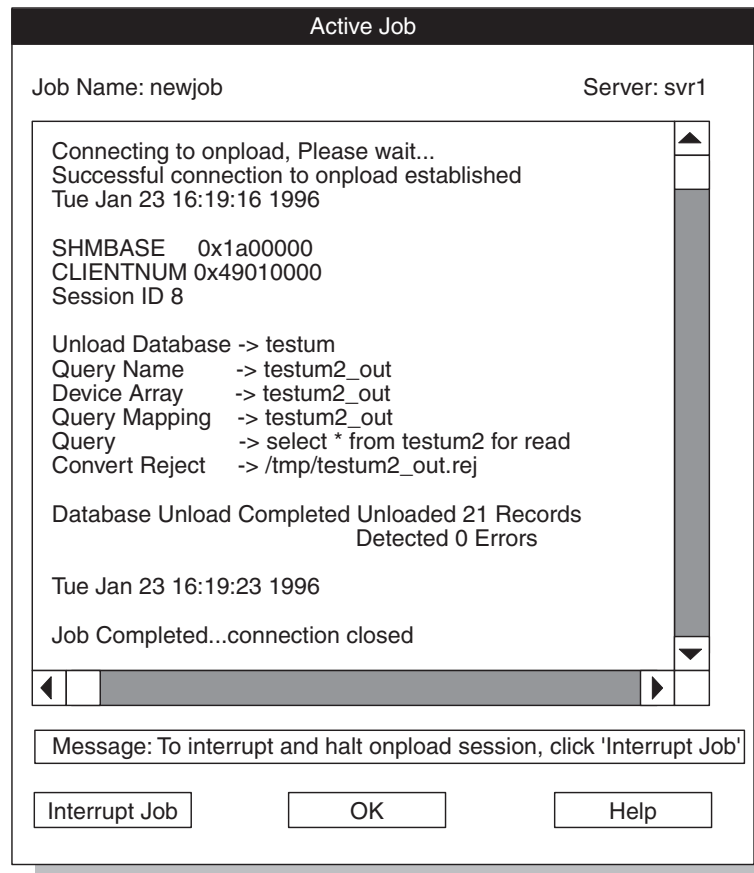 Active Job
Job Name: newjob Server: svr1
Connecting to onpload, Please wait...
Successful connection to onpload established
Tue Jan 23 16:19:16 1996
SHMBASE 0x1a00000
CLIENTNUM 0x49010000
Session ID 8
Unload Database -> testum
Query Name -> testum2_out
Device Array -> testum2_out
Query Mapping -> testum2_out
Query -> select * from testum2 for read
Convert Reject -> /tmp/testum2_out.rej
Database Unload Completed Unloaded 21 Records
Detected 0 Errors
Tue Jan 23 16:19:23 1996
Job Completed...connection closed
Message: To interrupt and halt onpload session, click 'Interrupt Job'
Interrupt Job OK Help